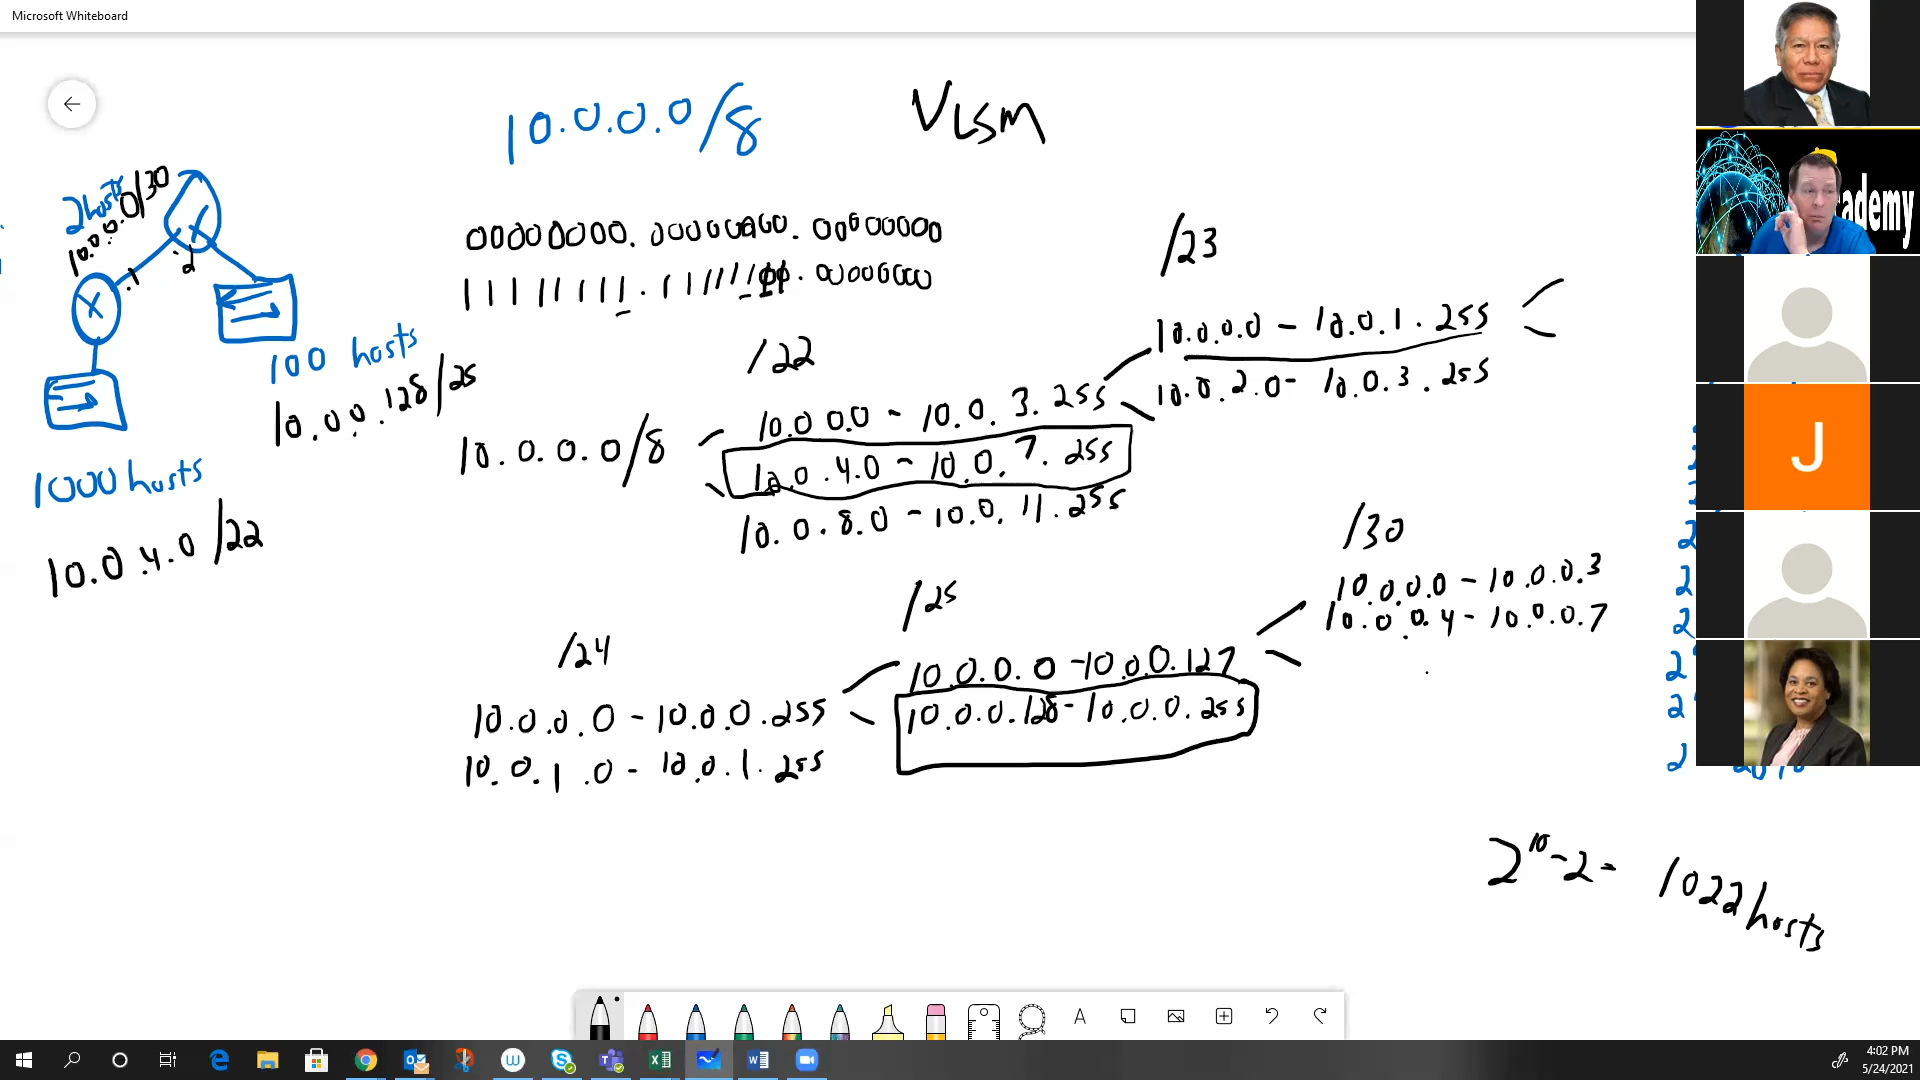 Microsoft Whiteboard
10.0.0.0/8
VLSM
2 hosts
10.0.0.0/30
.1
.2
100 hosts
10.0.0.128/25
1000 hosts
10.0.4.0/22
00000000.00000000.00000000
/23
10.0.0.0 - 10.0.1.255
10.0.2.0 - 10.0.3.255
/22
10.0.0.0/8
10.0.0.0 - 10.0.3.255
10.0.4.0 - 10.0.7.255
10.0.8.0 - 10.0.11.255
/30
10.0.0.0 - 10.0.0.3
10.0.0.4 - 10.0.0.7
/25
10.0.0.0 - 10.0.0.127
10.0.0.128 - 10.0.0.255
/24
10.0.0.0 - 10.0.0.255
10.0.1.0 - 10.0.1.255
2^10 - 2 = 1022 hosts
ademy
J
4:02 PM
5/24/2021